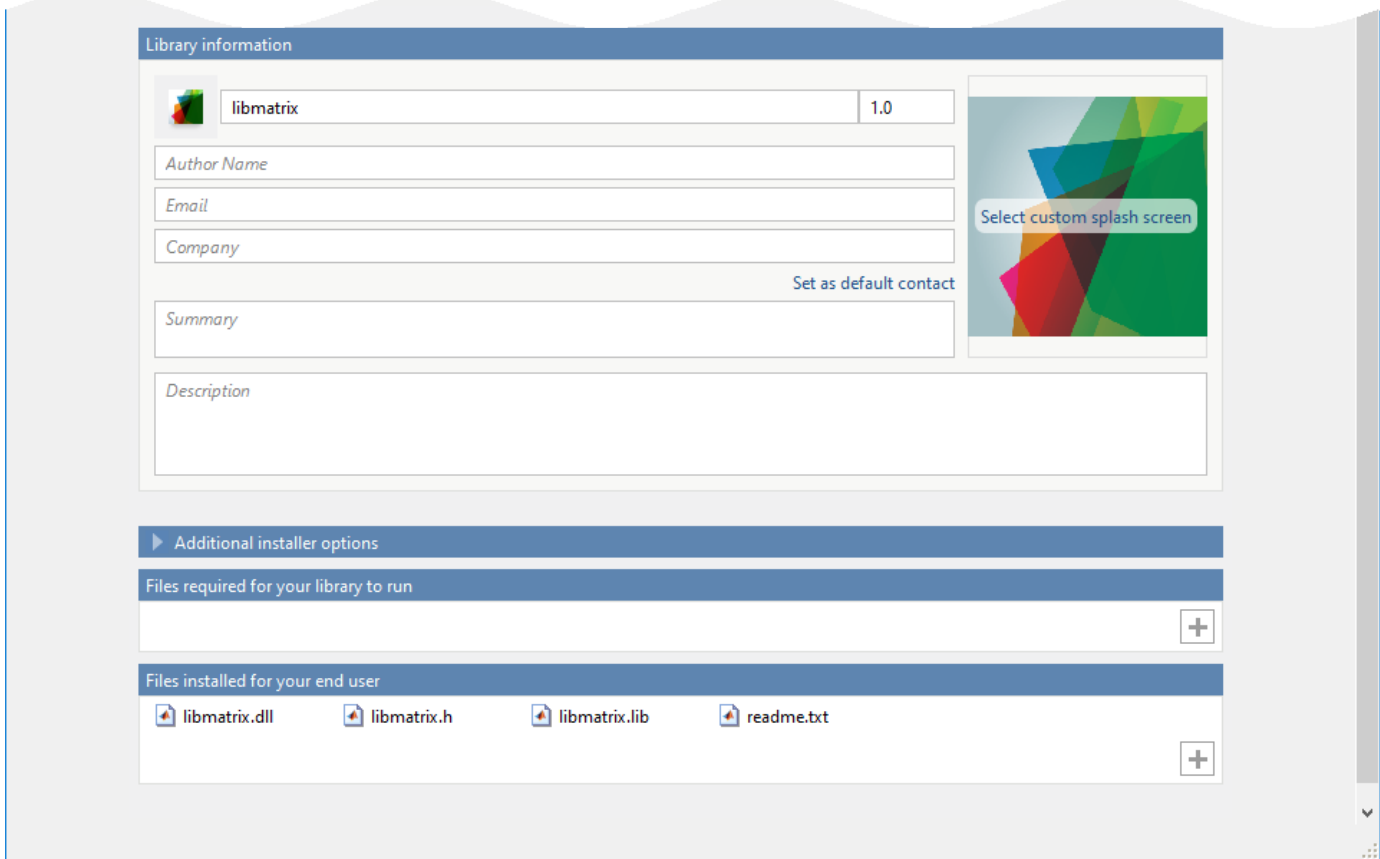 Library information
libmatrix
1.0
Author Name
Email
Company
Set as default contact
Select custom splash screen
Summary
Description
Additional installer options
Files required for your library to run
Files installed for your end user
libmatrix.dll libmatrix.h libmatrix.lib readme.txt